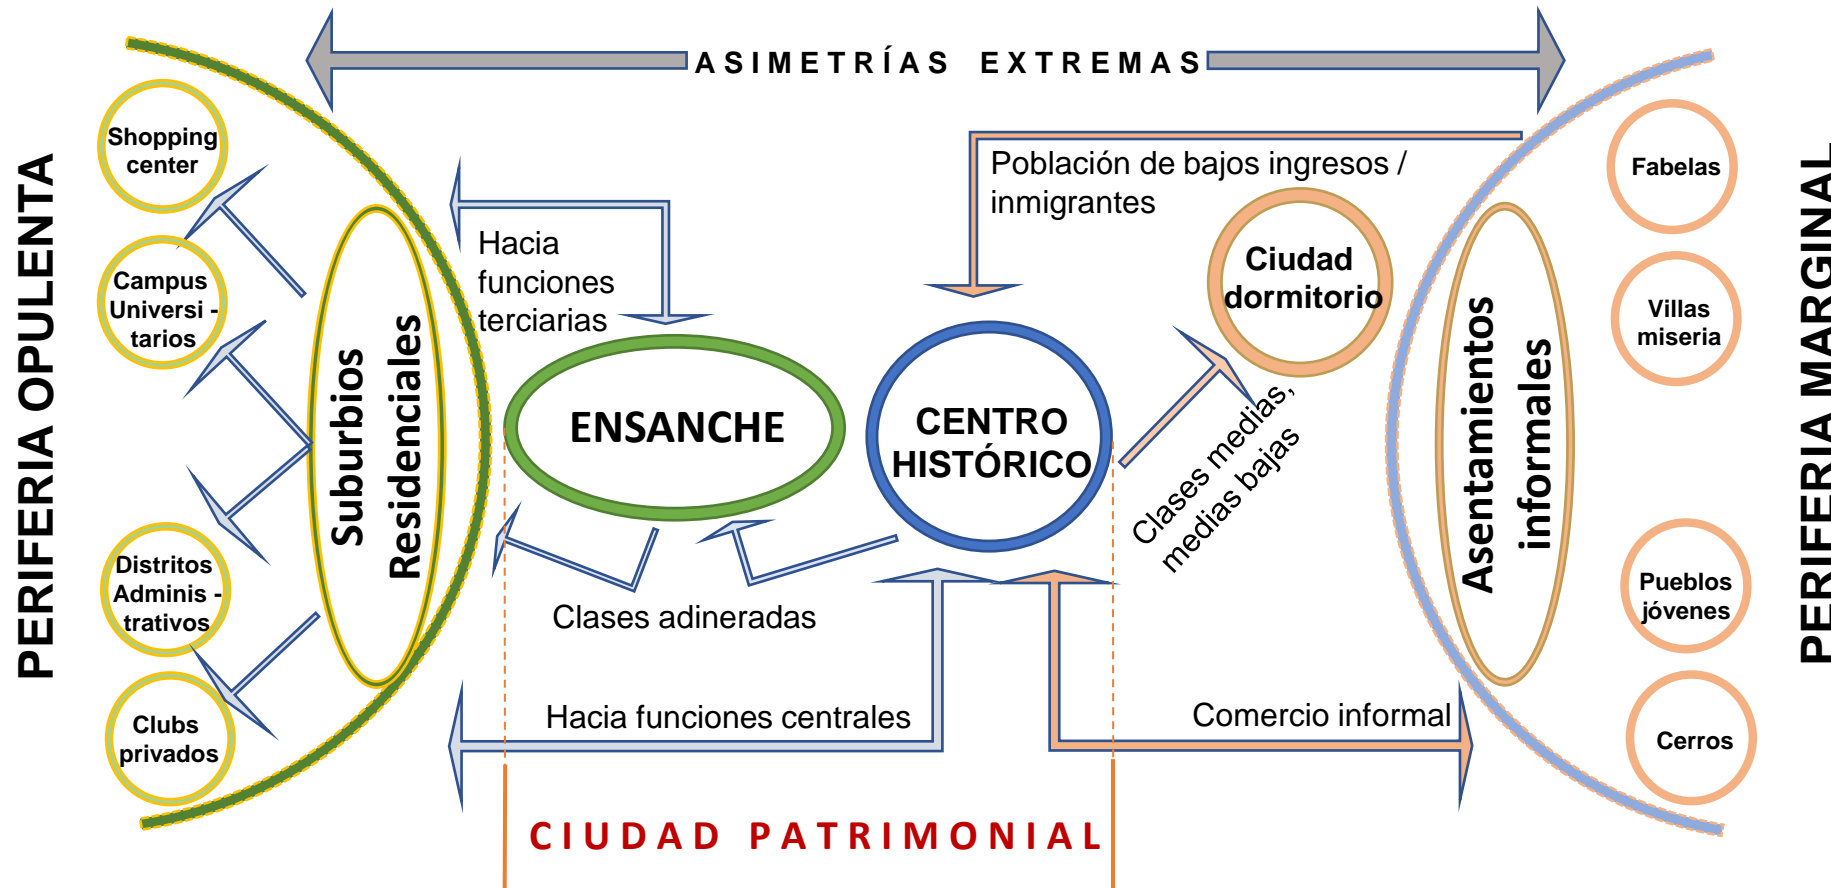 ASIMETRÍAS EXTREMAS
PERIFERIA OPULENTA
Shopping
center
Campus
Universi -
tarios
Distritos
Adminis -
trativos
Clubs
privados
Suburbios
Residenciales
Hacia
funciones
terciarias
ENSANCHE
Clases adineradas
Hacia funciones centrales
CENTRO
HISTÓRICO
Población de bajos ingresos /
inmigrantes
Ciudad
dormitorio
Clases medias,
medias bajas
Comercio informal
Asentamientos
informales
Fabelas
Villas
miseria
Pueblos
jóvenes
Cerros
PERIFERIA MARGINAL
CIUDAD PATRIMONIAL